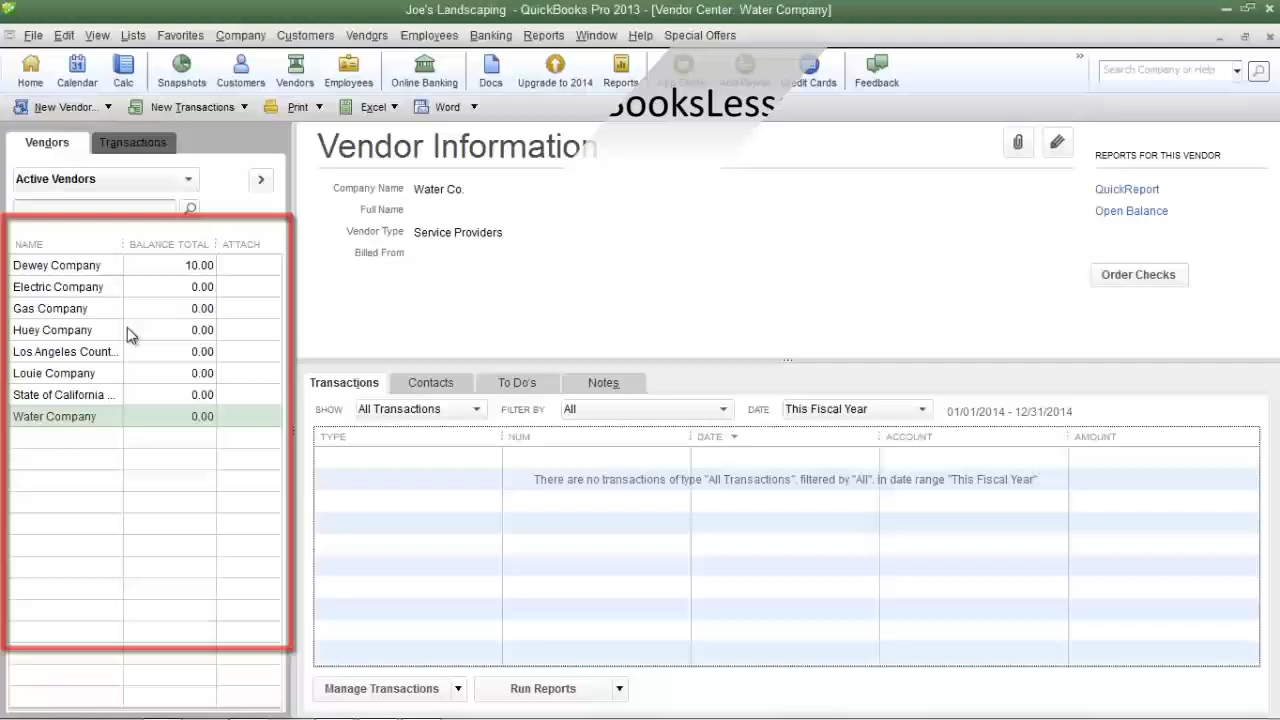 Joe's Landscaping - QuickBooks Pro 2013 - [Vendor Center: Water Company]
File Edit View Lists Favorites Company Customers Vendors Employees Banking Reports Window Help Special Offers
Home Calendar Calc Snapshots Customers Vendors Employees Online Banking Docs Upgrade to 2014 Reports Credit Cards Feedback
Search Company or Help
New Vendor... New Transactions Print Excel Word
BooksLess
Vendors Transactions
Active Vendors
NAME BALANCE TOTAL ATTACH
Dewey Company 10.00
Electric Company 0.00
Gas Company 0.00
Huey Company 0.00
Los Angeles Count... 0.00
Louie Company 0.00
State of California ... 0.00
Water Company 0.00
Vendor Information
Company Name Water Co.
Full Name
Vendor Type Service Providers
Billed From
REPORTS FOR THIS VENDOR
QuickReport
Open Balance
Order Checks
Transactions Contacts To Do's Notes
SHOW All Transactions FILTER BY All DATE This Fiscal Year 01/01/2014 - 12/31/2014
TYPE NUM DATE ACCOUNT AMOUNT
There are no transactions of type "All Transactions", filtered by "All", in date range "This Fiscal Year".
Manage Transactions Run Reports